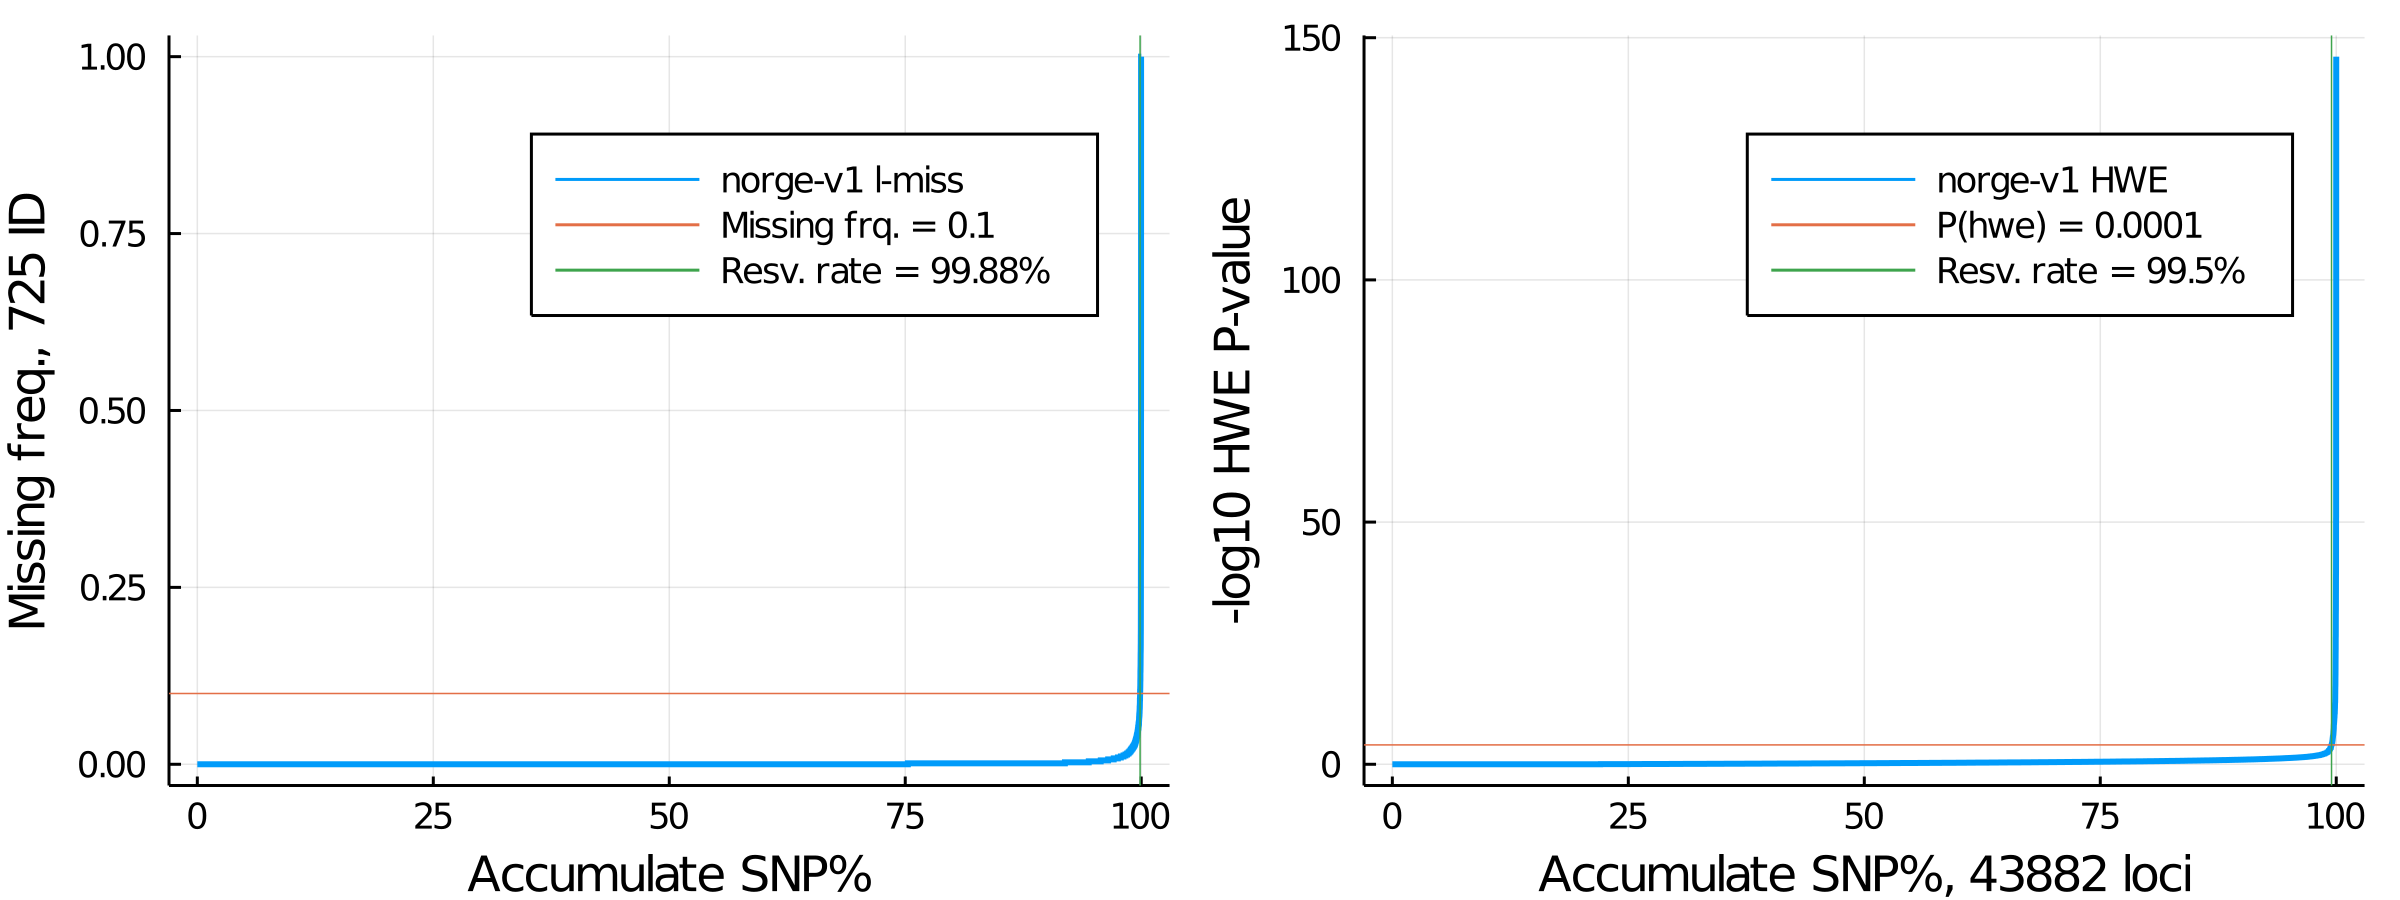 Missing freq., 725 ID
1.00
0.75
0.50
0.25
0.00
norge-v1 l-miss
Missing frq. = 0.1
Resv. rate = 99.88%
0 25 50 75 100
Accumulate SNP%
-log10 HWE P-value
150
100
50
0
norge-v1 HWE
P(hwe) = 0.0001
Resv. rate = 99.5%
0 25 50 75 100
Accumulate SNP%, 43882 loci